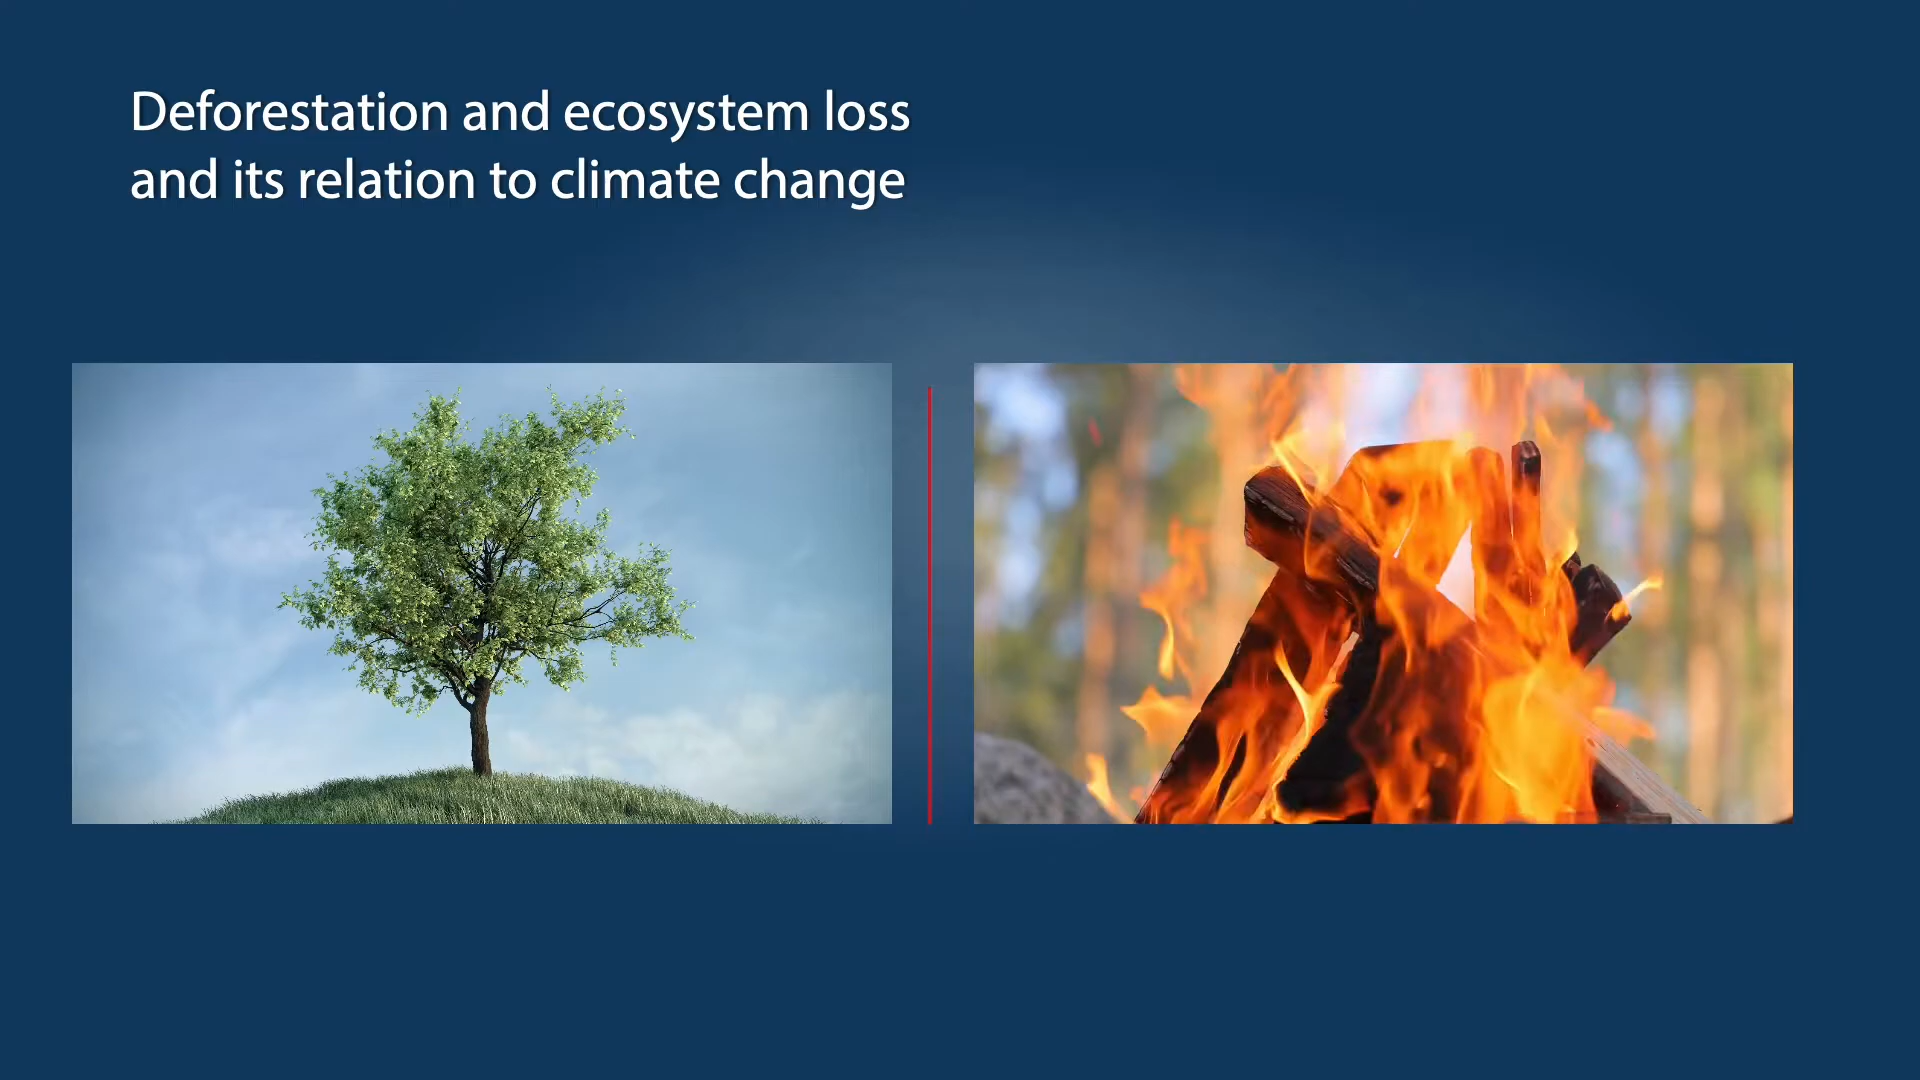 Deforestation and ecosystem loss
and its relation to climate change